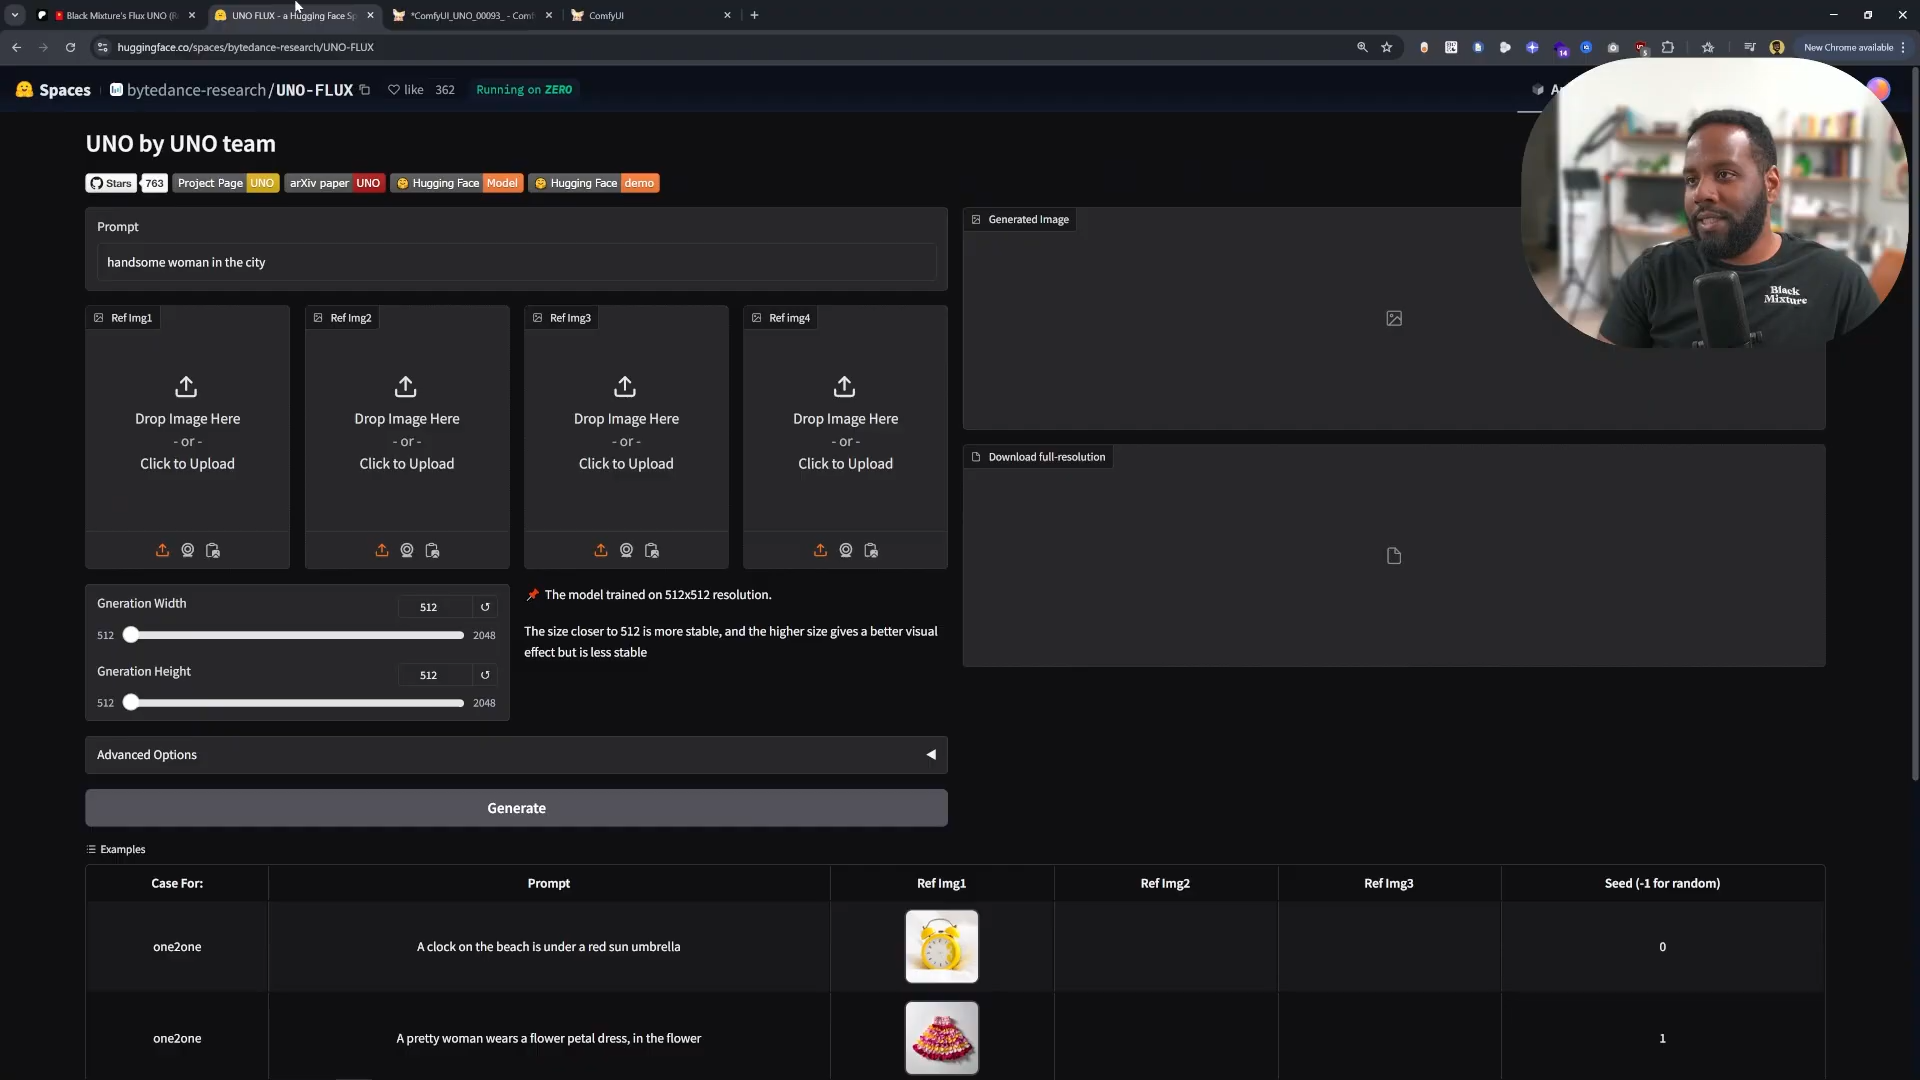 Black Mixture's Flux UNO (R
UNO FLUX - a Hugging Face Sp
*ComfyUI_UNO_00093_ - Comf
ComfyUI
huggingface.co/spaces/bytedance-research/UNO-FLUX
14
5
New Chrome available
Spaces
bytedance-research/UNO-FLUX
like 362
Running on ZERO
UNO by UNO team
Stars 763
Project Page UNO
arXiv paper UNO
Hugging Face Model
Hugging Face demo
Prompt
handsome woman in the city
Generated Image
Black
Mixture
Ref Img1
Ref Img2
Ref Img3
Ref img4
Drop Image Here
- or -
Click to Upload
Drop Image Here
- or -
Click to Upload
Drop Image Here
- or -
Click to Upload
Drop Image Here
- or -
Click to Upload
Download full-resolution
Gneration Width
512
512
2048
Gneration Height
512
512
2048
The model trained on 512x512 resolution.
The size closer to 512 is more stable, and the higher size gives a better visual
effect but is less stable
Advanced Options
Generate
Examples
Case For: Prompt Ref Img1 Ref Img2 Ref Img3 Seed (-1 for random)
one2one A clock on the beach is under a red sun umbrella 0
one2one A pretty woman wears a flower petal dress, in the flower 1